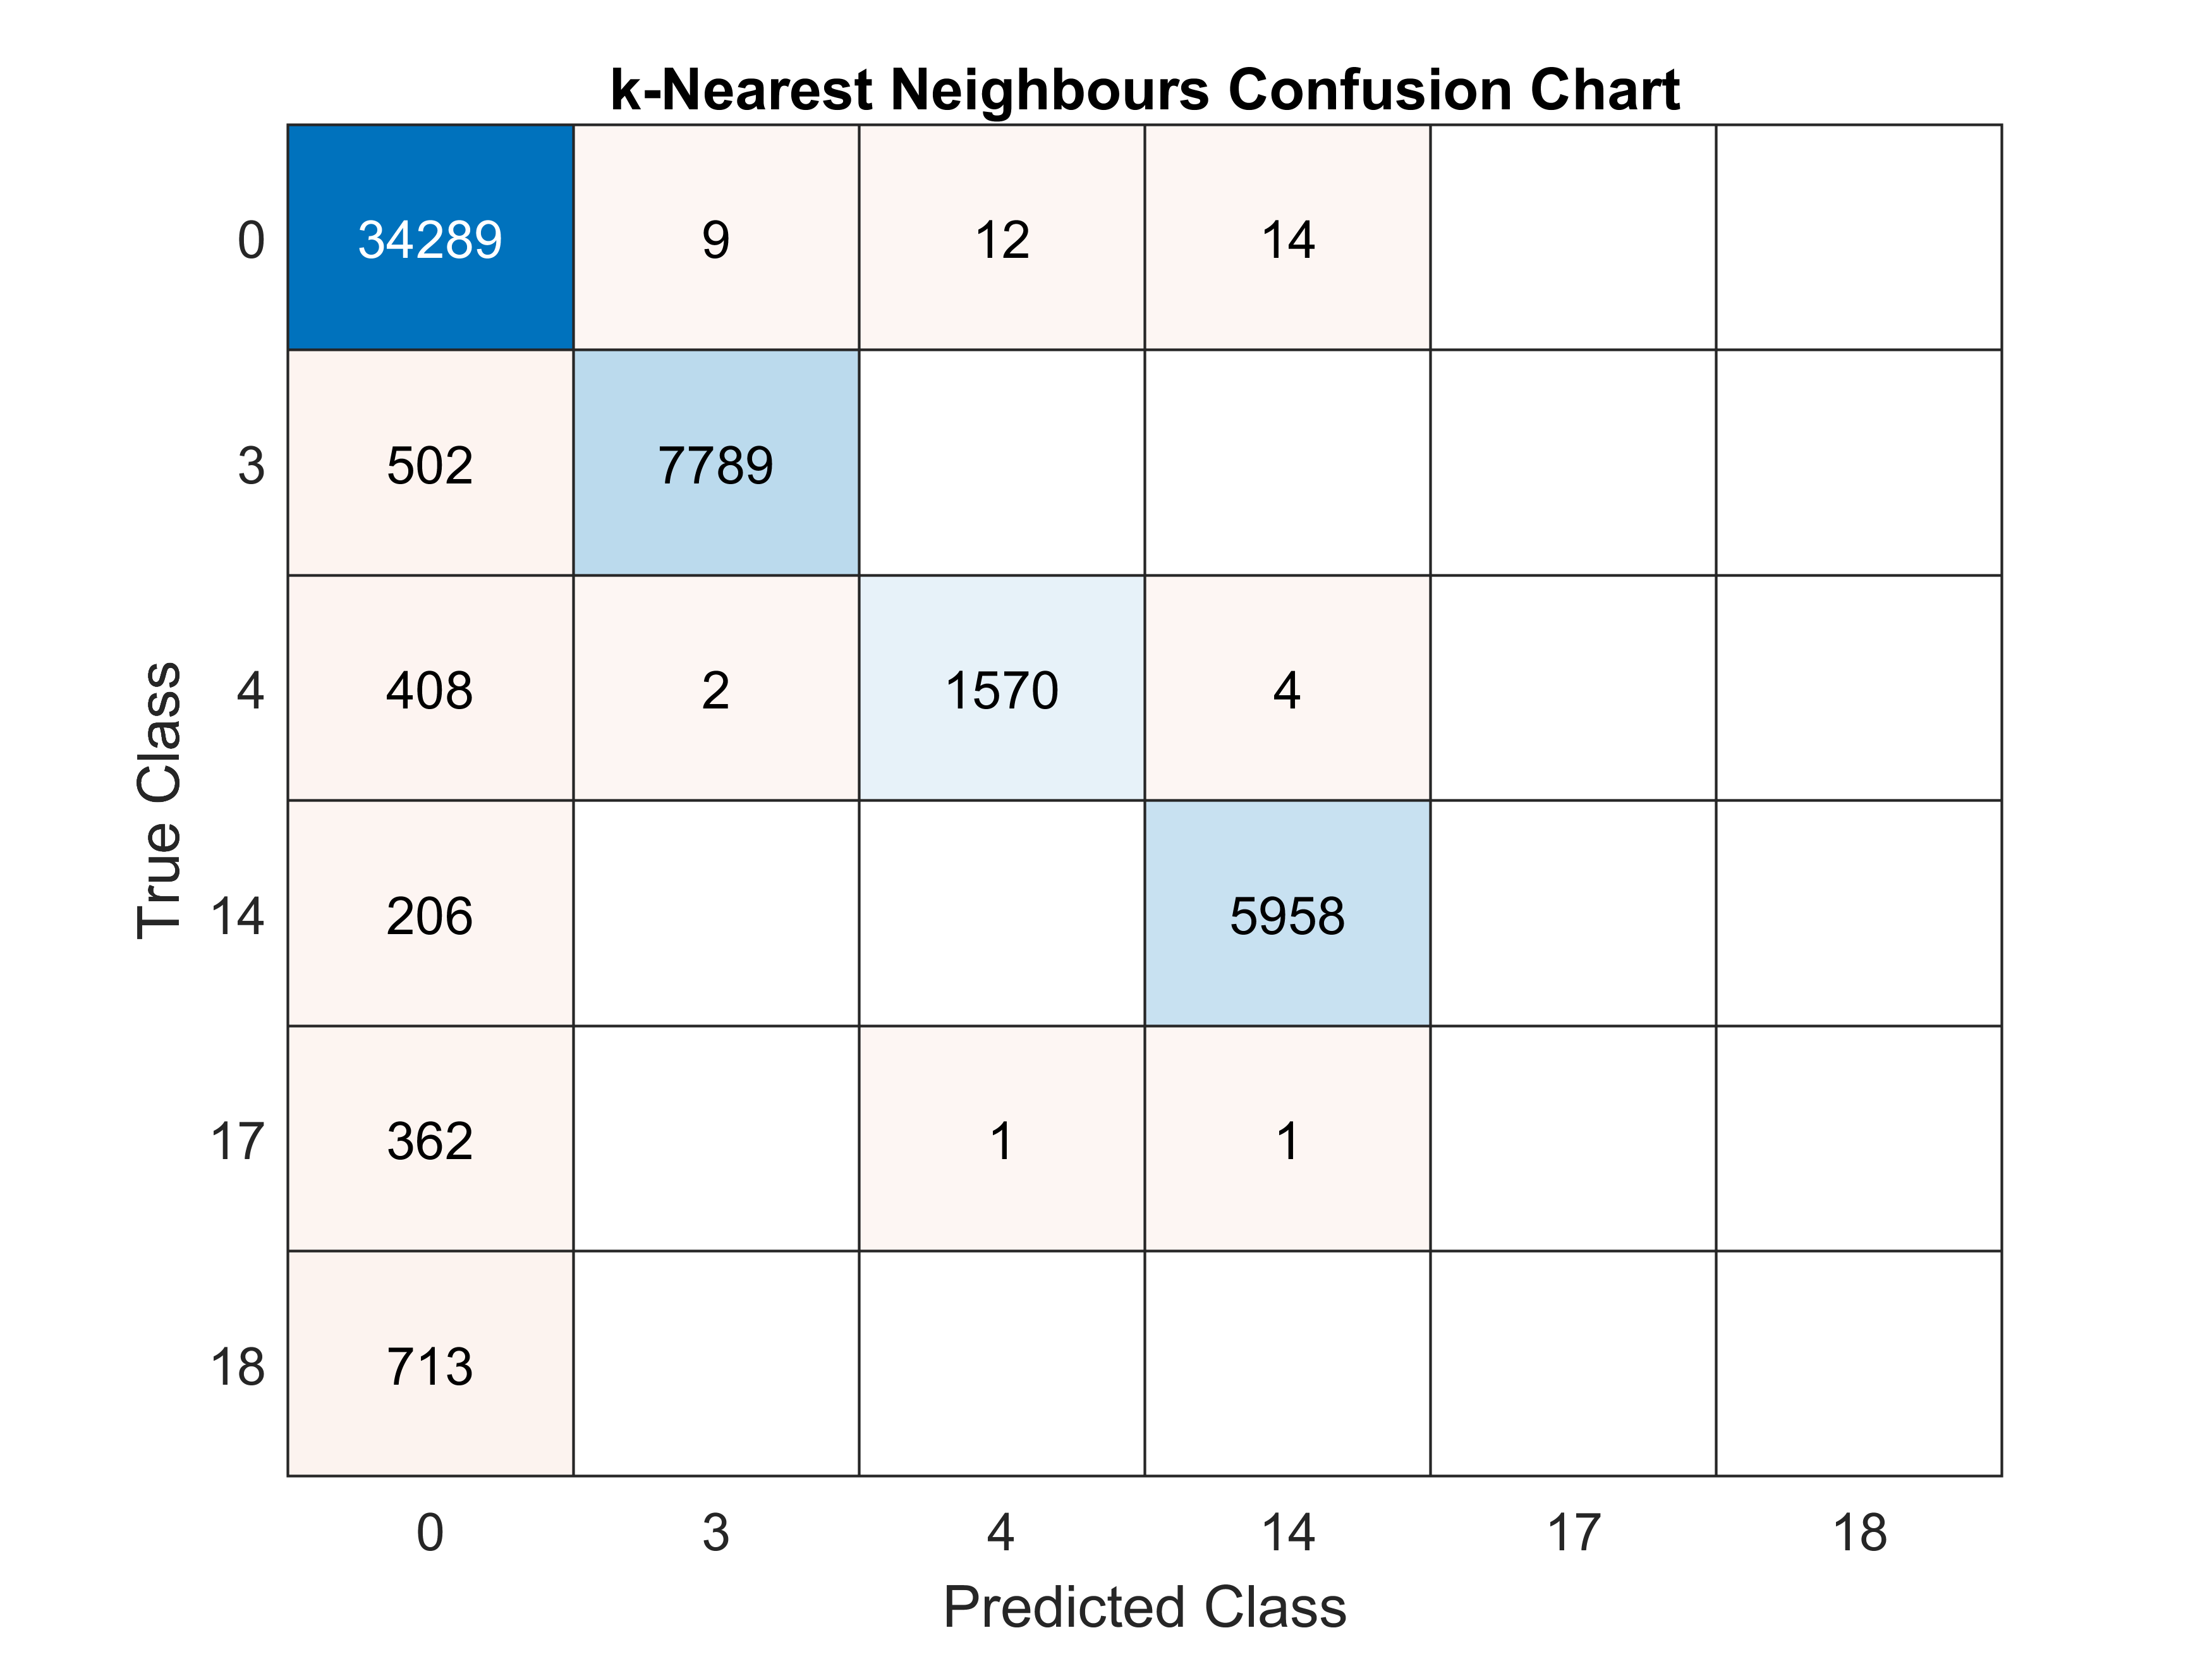 k-Nearest Neighbours Confusion Chart
0 34289 9 12 14
3 502 7789
4 408 2 1570 4
14 206 5958
17 362 1 1
18 713
0 3 4 14 17 18
Predicted Class
True Class